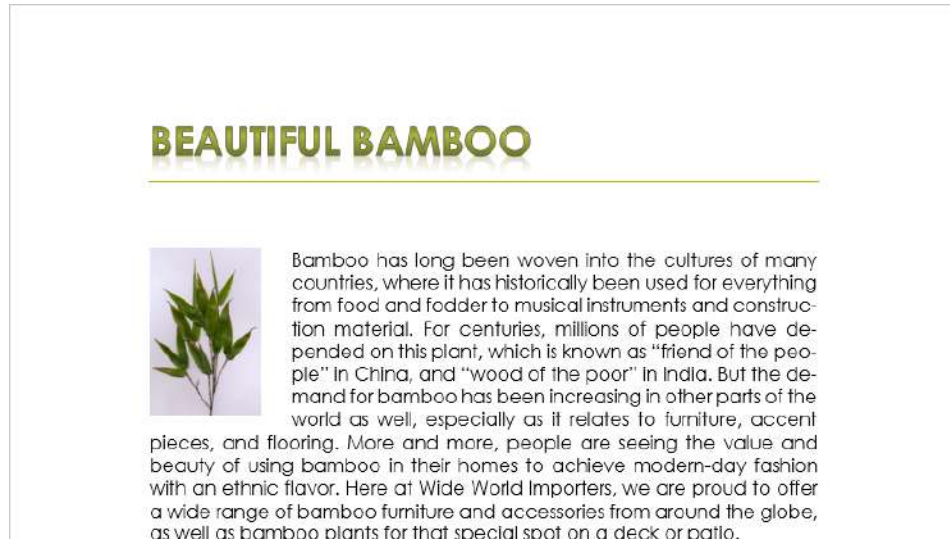 BEAUTIFUL BAMBOO
Bamboo has long been woven into the cultures of many
countries, where it has historically been used for everything
from food and fodder to musical instruments and construc-
tion material. For centuries, millions of people have de-
pended on this plant, which is known as “friend of the peo-
ple” in China, and “wood of the poor” in India. But the de-
mand for bamboo has been increasing in other parts of the
world as well, especially as it relates to furniture, accent
pieces, and flooring. More and more, people are seeing the value and
beauty of using bamboo in their homes to achieve modern-day fashion
with an ethnic flavor. Here at Wide World Importers, we are proud to offer
a wide range of bamboo furniture and accessories from around the globe,
as well as bamboo plants for that special spot on a deck or patio.